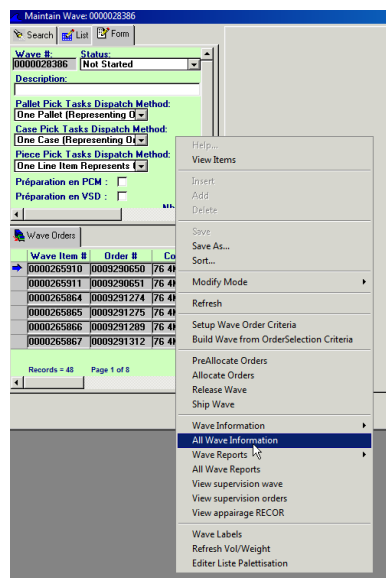 Maintain Wave: 0000028386
Search List Form
Wave #: Status:
0000028386 Not Started
Description:
Pallet Pick Tasks Dispatch Method:
One Pallet (Representing O
Case Pick Tasks Dispatch Method:
One Case (Representing O
Piece Pick Tasks Dispatch Method:
One Line Item Represents
Préparation en PCM :
Préparation en VSD :
Nb
Wave Orders
Wave Item # Order # Co
0000265910 0009290650 76 4
0000265911 0009290651 76 4
0000265864 0009291274 76 4
0000265865 0009291275 76 4
0000265866 0009291289 76 4
0000265867 0009291312 76 4
Records = 48 Page 1 of 8
Help...
View Items
Insert
Add
Delete
Save
Save As...
Sort...
Modify Mode
Refresh
Setup Wave Order Criteria
Build Wave from OrderSelection Criteria
PreAllocate Orders
Allocate Orders
Release Wave
Ship Wave
Wave Information
All Wave Information
Wave Reports
All Wave Reports
View supervision wave
View supervision orders
View appairage RECOR
Wave Labels
Refresh Vol/Weight
Editer Liste Palettisation